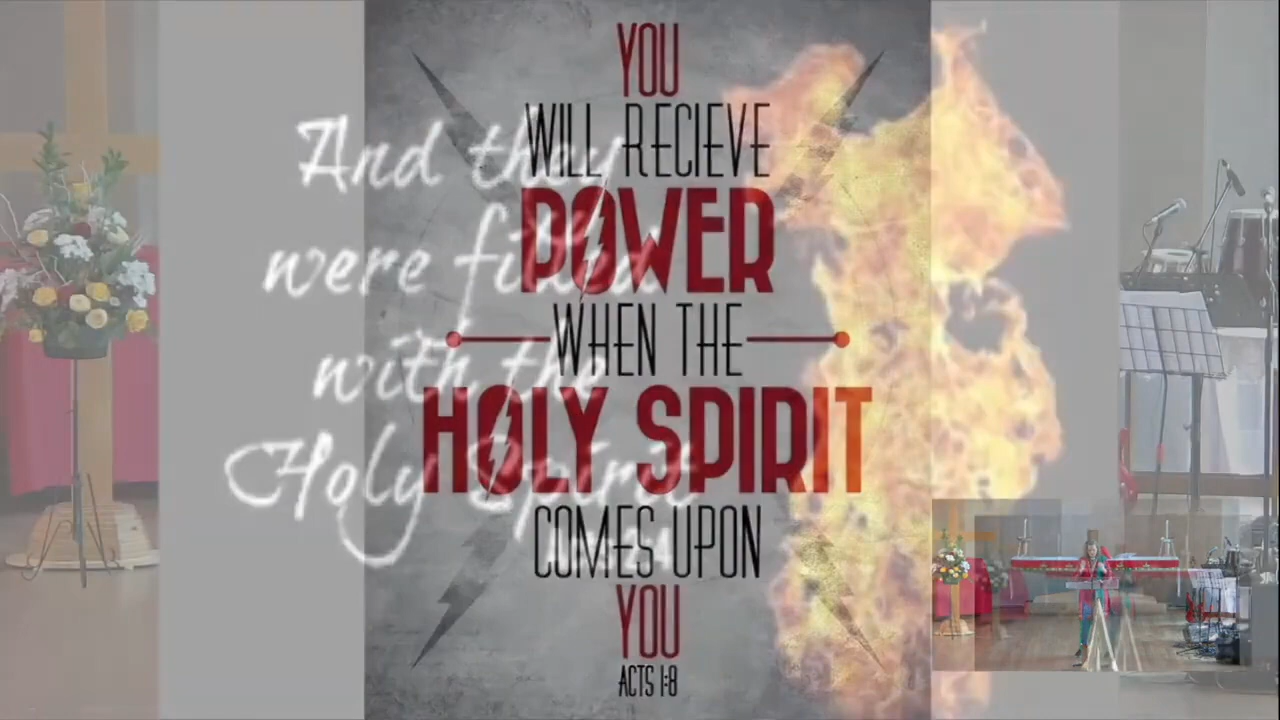 YOU
WILL RECIEVE
POWER
WHEN THE
HOLY SPIRIT
COMES UPON
YOU
ACTS 1:8
And they
were filled
with the
Holy Spirit